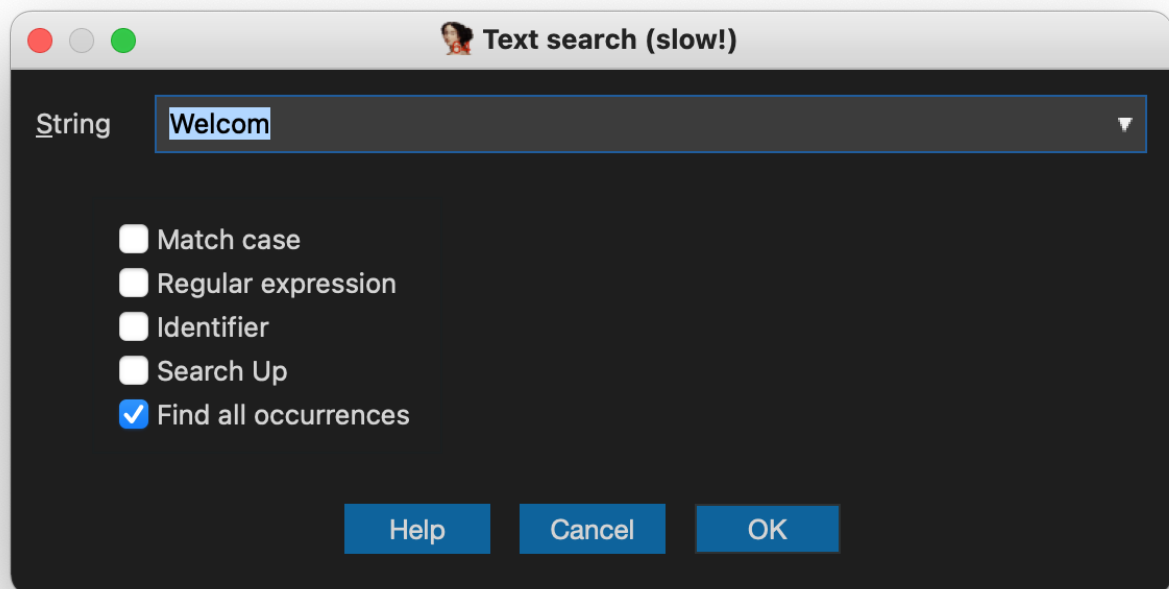 Text search (slow!)
String Welcom
Match case
Regular expression
Identifier
Search Up
Find all occurrences
Help Cancel OK